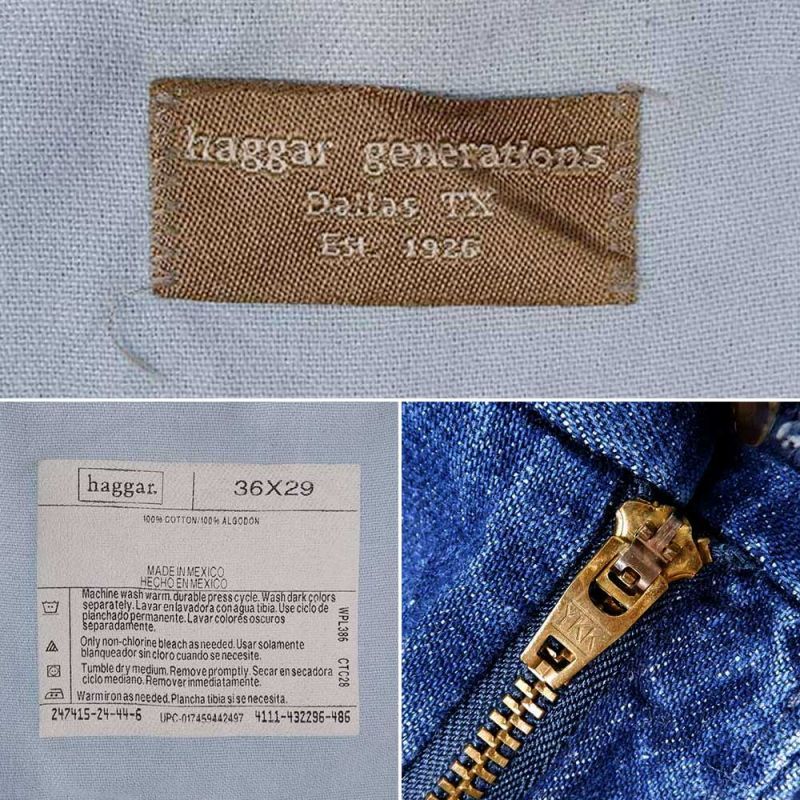 haggar generations
Dallas TX
Est. 1926
haggar. 36X29
100% COTTON/100% ALGODON
MADE IN MEXICO
HECHO EN MEXICO
Machine wash warm, durable press cycle. Wash dark colors
separately. Lavar en lavadora con agua tibia. Use ciclo de
planchado permanente. Lavar colores oscuros
separadamente.
Only non-chlorine bleach as needed. Usar solamente
blanqueador sin cloro cuando se necesite.
Tumble dry medium. Remove promptly. Secar en secadora
ciclo mediano. Remover inmediatamente.
Warm iron as needed. Plancha tibia si se necesita.
WPL386 CTC28
247415-24-44-6 UPC-017459442497 4111-432296-486
YKK